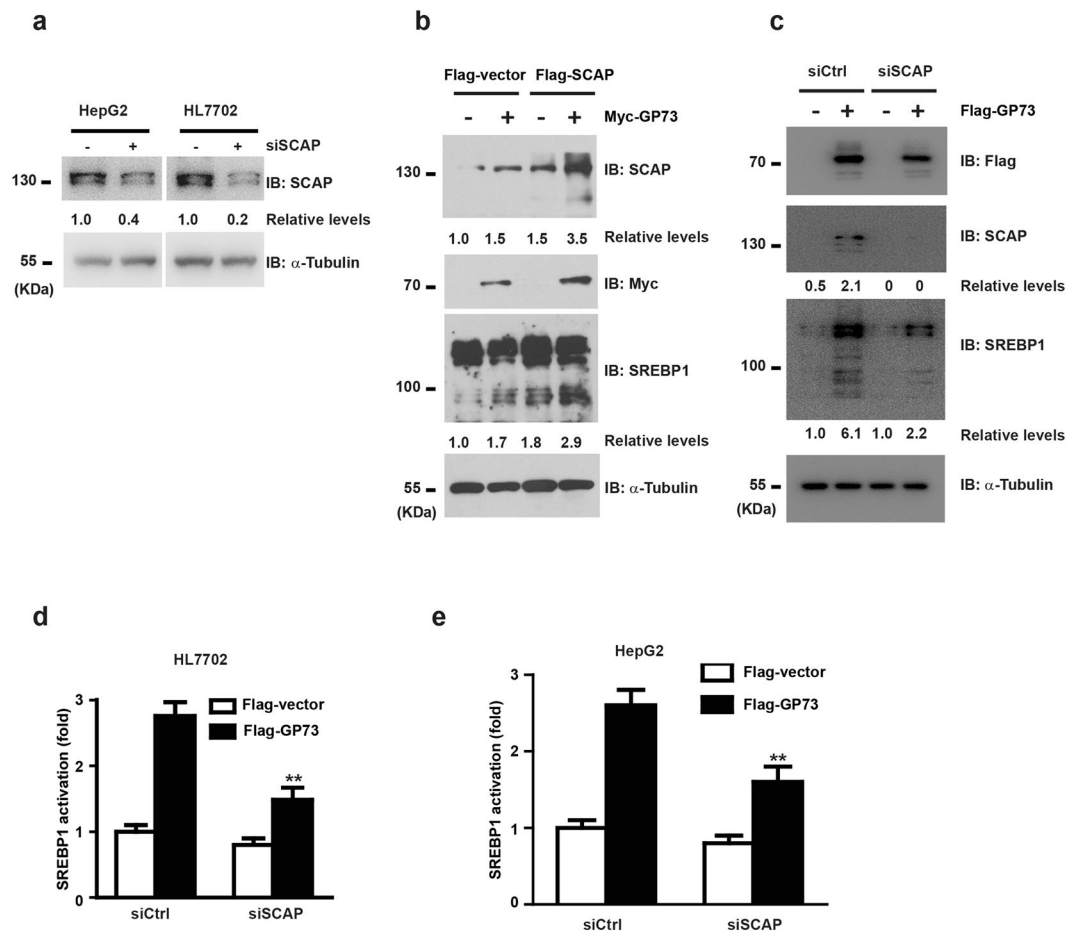 a
HepG2 HL7702
- + - + siSCAP
130 IB: SCAP
1.0 0.4 1.0 0.2 Relative levels
55 IB: α-Tubulin
(KDa)
b
Flag-vector Flag-SCAP
- + - + Myc-GP73
130 IB: SCAP
1.0 1.5 1.5 3.5 Relative levels
70 IB: Myc
100 IB: SREBP1
1.0 1.7 1.8 2.9 Relative levels
55 IB: α-Tubulin
(KDa)
c
siCtrl siSCAP
- + - + Flag-GP73
70 IB: Flag
130 IB: SCAP
0.5 2.1 0 0 Relative levels
100 IB: SREBP1
1.0 6.1 1.0 2.2 Relative levels
55 IB: α-Tubulin
(KDa)
d
HL7702
SREBP1 activation (fold)
3
2
1
0
Flag-vector
Flag-GP73
**
siCtrl siSCAP
e
HepG2
SREBP1 activation (fold)
3
2
1
0
Flag-vector
Flag-GP73
**
siCtrl siSCAP